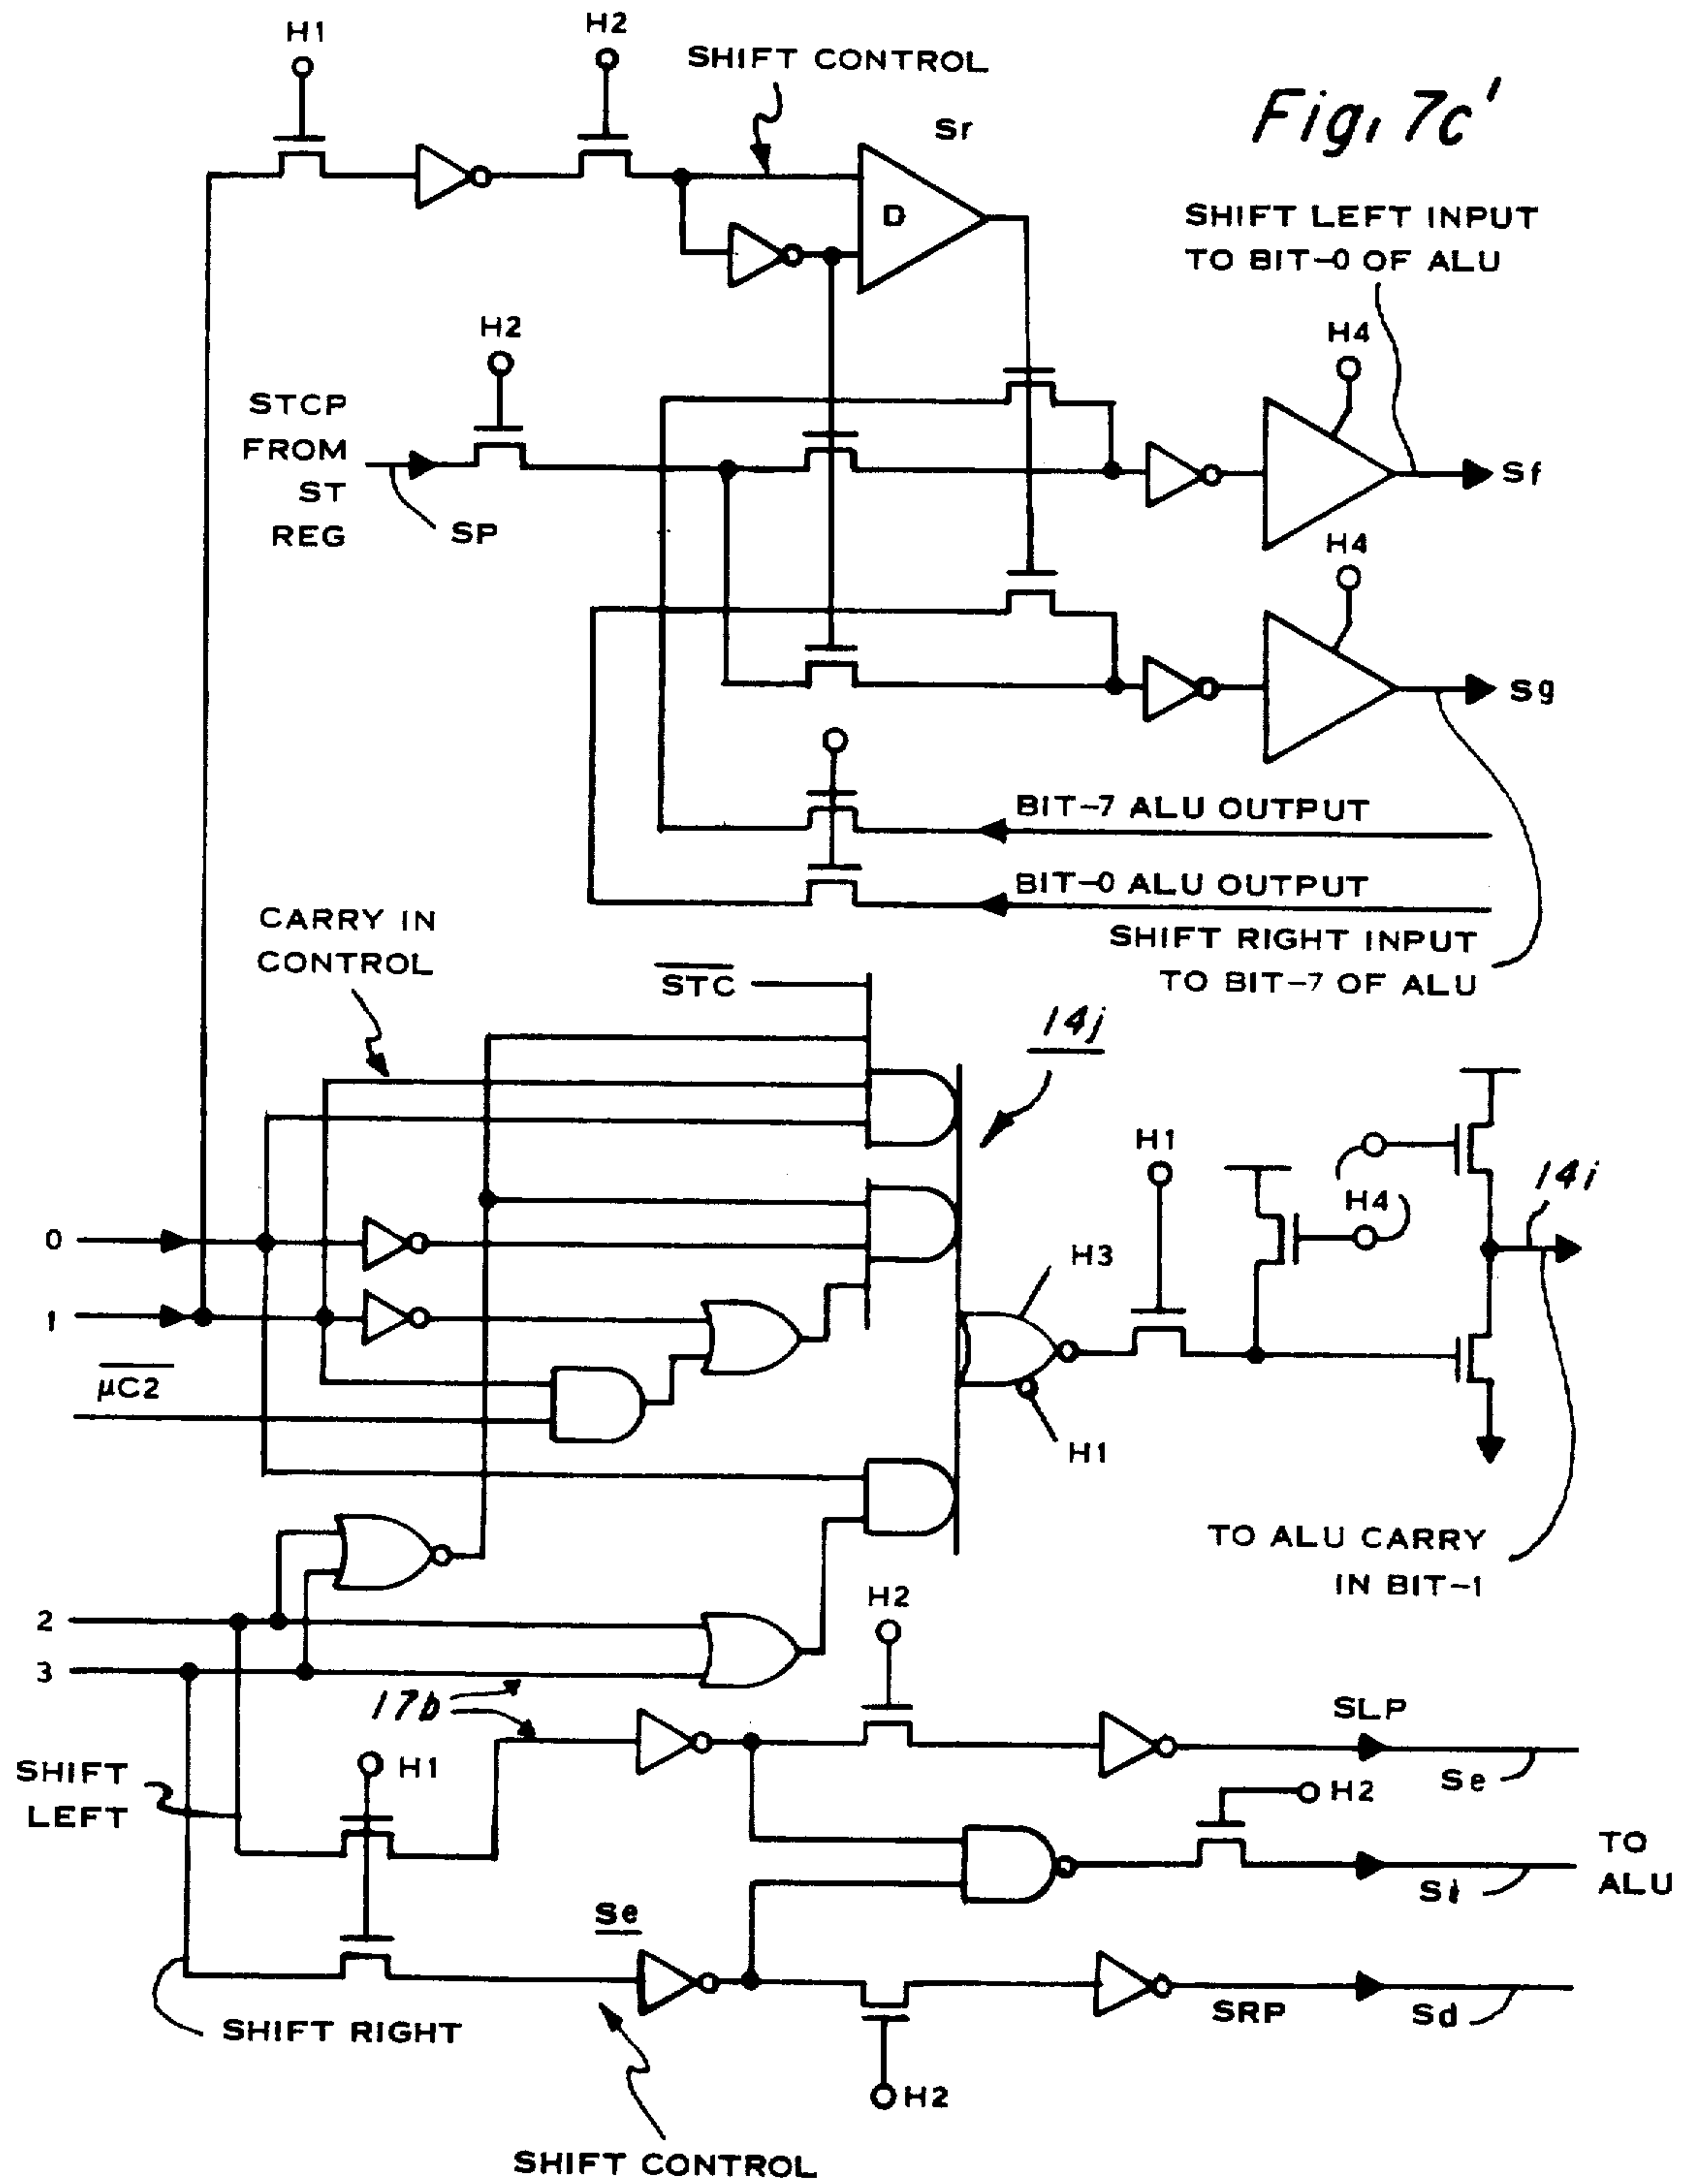 Fig. 7c'
H1
H2
SHIFT CONTROL
Sr
D
SHIFT LEFT INPUT
TO BIT-0 OF ALU
H2
H4
STCP
FROM
ST
REG
SP
Sf
H4
Sg
BIT-7 ALU OUTPUT
BIT-0 ALU OUTPUT
SHIFT RIGHT INPUT
TO BIT-7 OF ALU
CARRY IN
CONTROL
S̅T̅C̅
14j
H1
H4
14i
0
H3
1
μ̅C̅2̅
H1
TO ALU CARRY
IN BIT-1
2
3
17b
H2
SLP
Se
SHIFT
LEFT
H1
H2
TO
ALU
Si
Se
SHIFT RIGHT
SRP
Sd
H2
SHIFT CONTROL